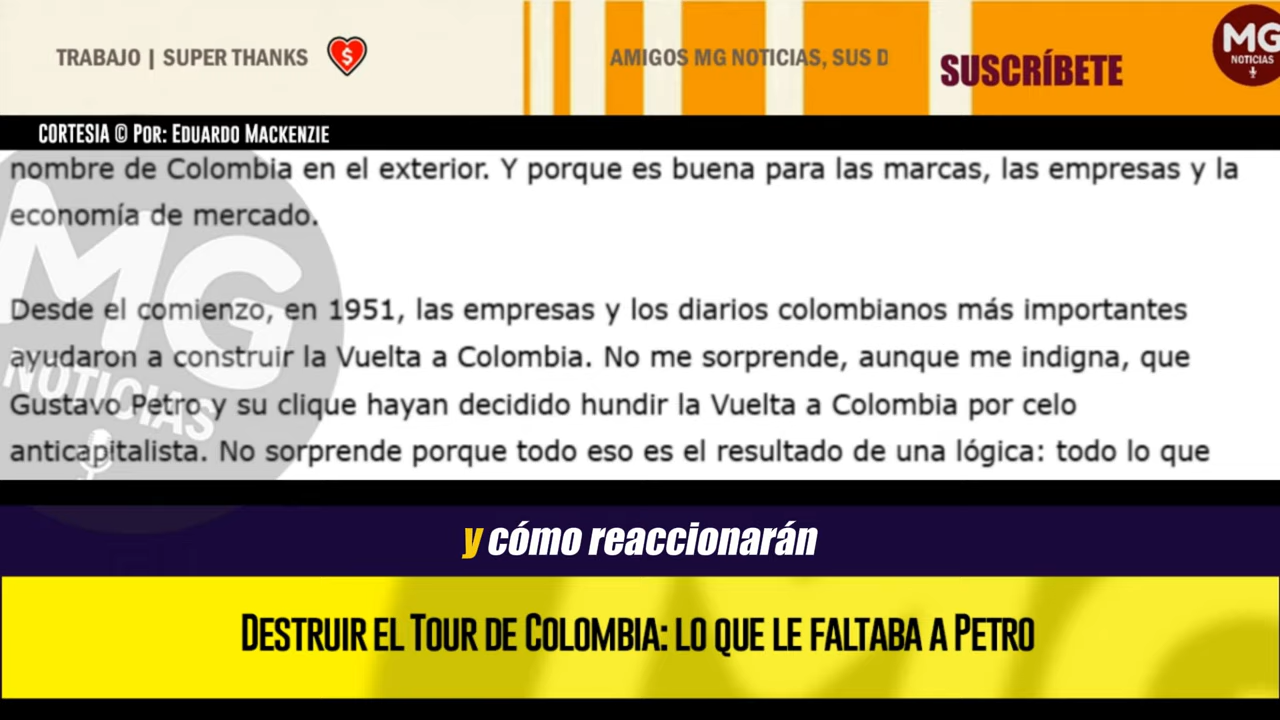 TRABAJO | SUPER THANKS
AMIGOS MG NOTICIAS, SUS D
SUSCRÍBETE
MG
NOTICIAS
CORTESIA © POR: EDUARDO MACKENZIE
nombre de Colombia en el exterior. Y porque es buena para las marcas, las empresas y la
economía de mercado.
Desde el comienzo, en 1951, las empresas y los diarios colombianos más importantes
ayudaron a construir la Vuelta a Colombia. No me sorprende, aunque me indigna, que
Gustavo Petro y su clique hayan decidido hundir la Vuelta a Colombia por celo
anticapitalista. No sorprende porque todo eso es el resultado de una lógica: todo lo que
MG
NOTICIAS
y cómo reaccionarán
DESTRUIR EL TOUR DE COLOMBIA: LO QUE LE FALTABA A PETRO